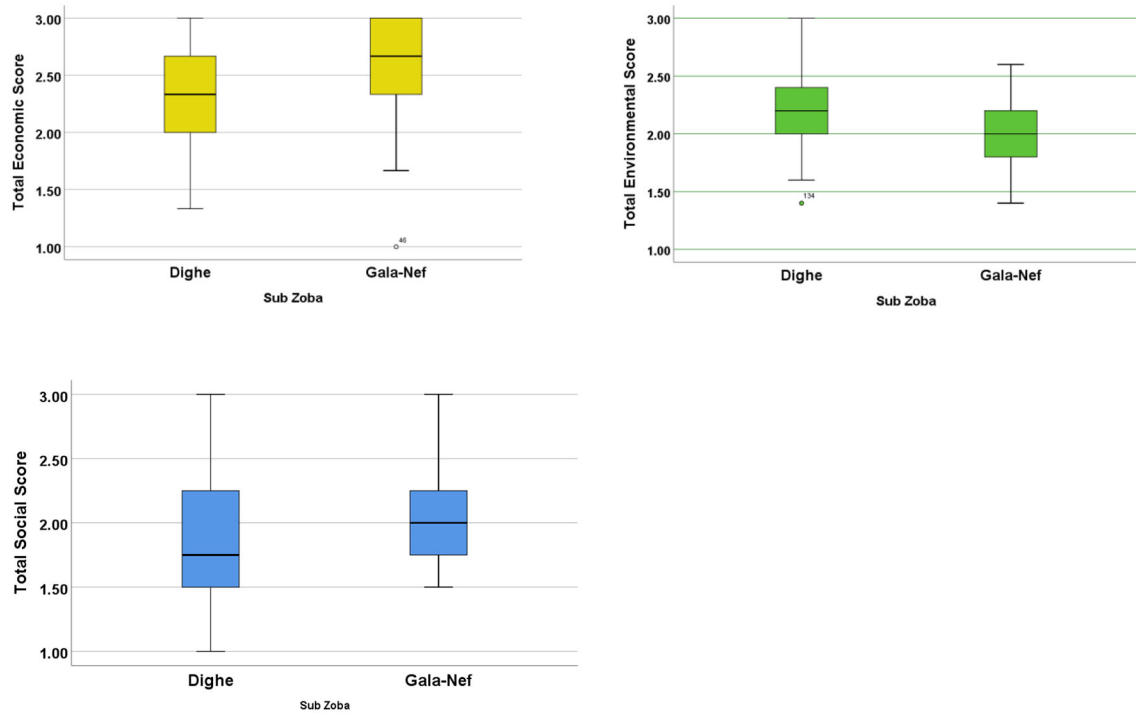 Total Economic Score
3.00
2.50
2.00
1.50
1.00
46
Dighe Gala-Nef
Sub Zoba
Total Environmental Score
3.00
2.50
2.00
1.50
1.00
134
Dighe Gala-Nef
Sub Zoba
Total Social Score
3.00
2.50
2.00
1.50
1.00
Dighe Gala-Nef
Sub Zoba